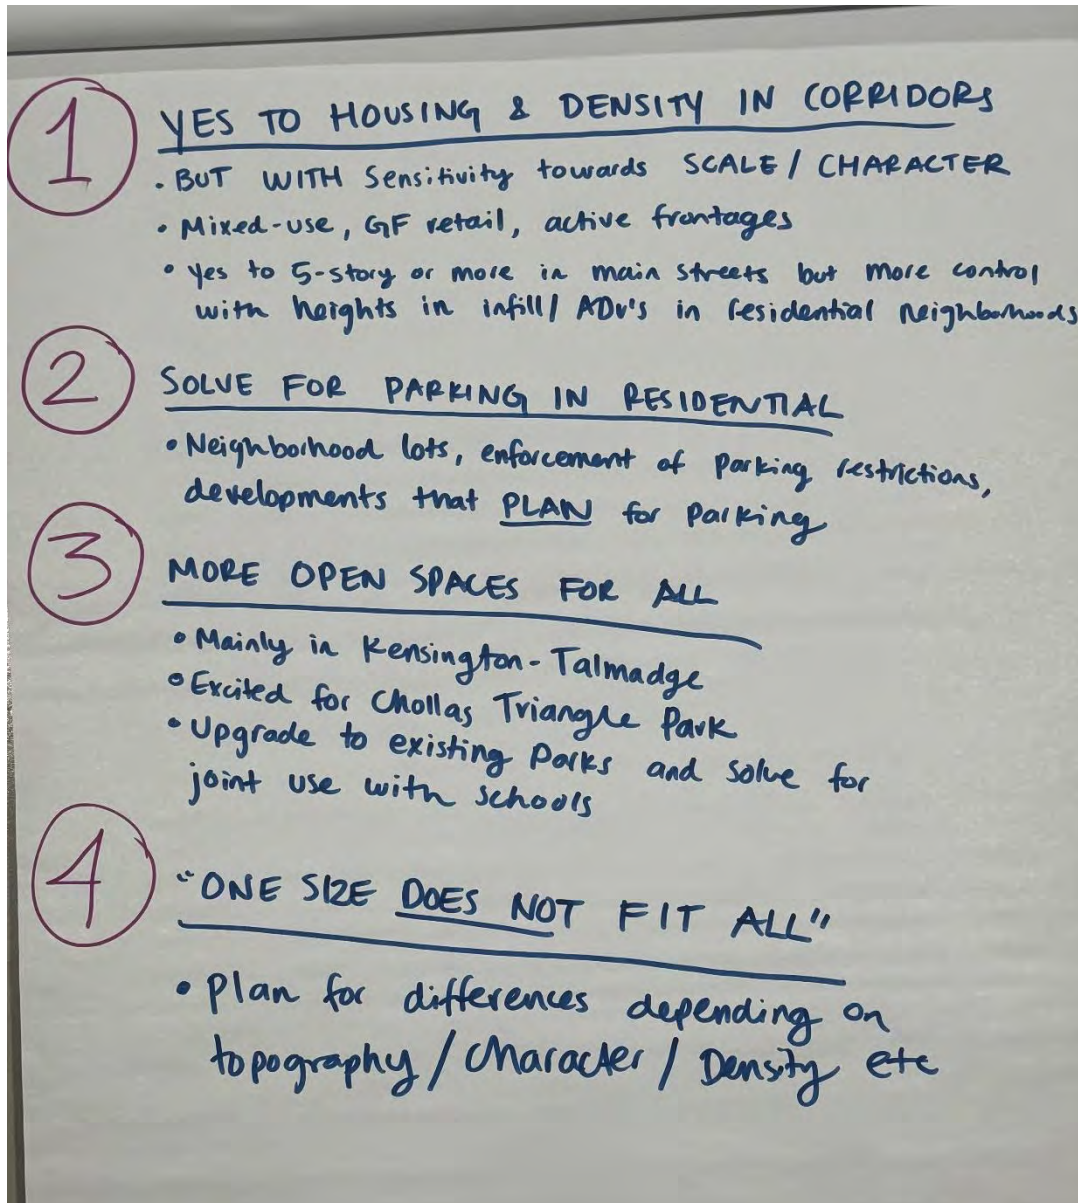 1 YES TO HOUSING & DENSITY IN CORRIDORS
• BUT WITH Sensitivity towards SCALE / CHARACTER
• Mixed-use, GF retail, active frontages
• Yes to 5-story or more in main streets but more control
with heights in infill/ ADU's in residential neighborhoods
2 SOLVE FOR PARKING IN RESIDENTIAL
• Neighborhood lots, enforcement of parking restrictions,
developments that PLAN for parking
3 MORE OPEN SPACES FOR ALL
• Mainly in Kensington-Talmadge
• Excited for Chollas Triangle Park
• Upgrade to existing Parks and solve for
joint use with schools
4 "ONE SIZE DOES NOT FIT ALL"
• Plan for differences depending on
topography / Character / Density etc